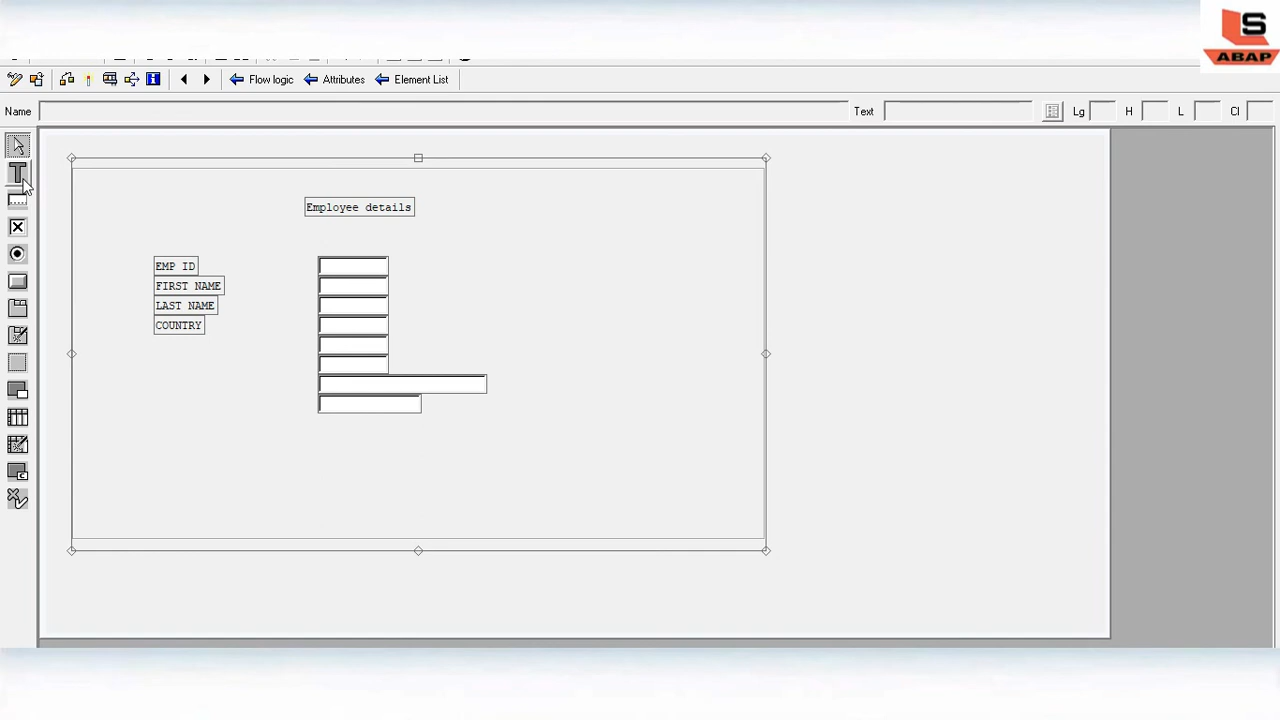 S
ABAP
Flow logic Attributes Element List
Name Text Lg H L Cl
T
Employee details
EMP ID
FIRST NAME
LAST NAME
COUNTRY